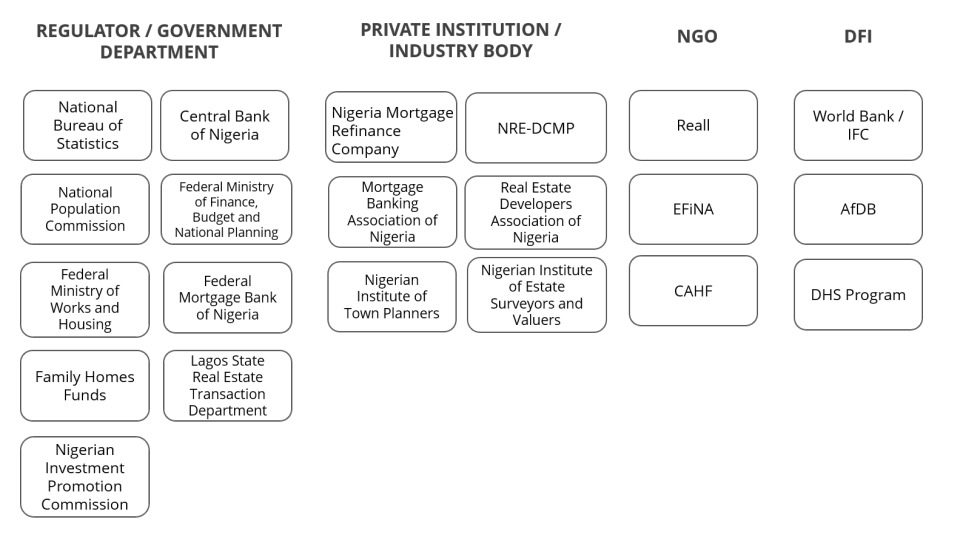 REGULATOR / GOVERNMENT
DEPARTMENT
National
Bureau of
Statistics
Central Bank
of Nigeria
National
Population
Commission
Federal Ministry
of Finance,
Budget and
National Planning
Federal
Ministry of
Works and
Housing
Federal
Mortgage Bank
of Nigeria
Family Homes
Funds
Lagos State
Real Estate
Transaction
Department
Nigerian
Investment
Promotion
Commission
PRIVATE INSTITUTION /
INDUSTRY BODY
Nigeria Mortgage
Refinance
Company
NRE-DCMP
Mortgage
Banking
Association of
Nigeria
Real Estate
Developers
Association of
Nigeria
Nigerian
Institute of
Town Planners
Nigerian Institute
of Estate
Surveyors and
Valuers
NGO
Reall
EFiNA
CAHF
DFI
World Bank /
IFC
AfDB
DHS Program